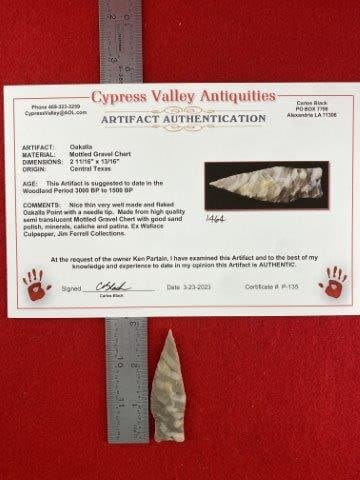 Cypress Valley Antiquities
Phone 469-323-3259
CypressValley@AOL.com
Carlos Black
PO BOX 7756
Alexandria LA 71306
ARTIFACT AUTHENTICATION
ARTIFACT: Oakalla
MATERIAL: Mottled Gravel Chert
DIMENSIONS: 2 11/16" x 13/16"
ORIGIN: Central Texas
AGE: This Artifact is suggested to date in the
Woodland Period 3000 BP to 1500 BP
COMMENTS: Nice thin very well made and flaked
Oakalla Point with a needle tip. Made from high quality
semi translucent Mottled Gravel Chert with good sand
polish, minerals, caliche and patina. Ex Wallace
Culpepper, Jim Ferrell Collections.
1464
At the request of the owner Ken Partain, I have examined this Artifact and to the best of my
knowledge and experience to date in my opinion this Artifact is AUTHENTIC.
Signed CBlack Date 3-23-2023 Certificate # P-135
Carlos Black